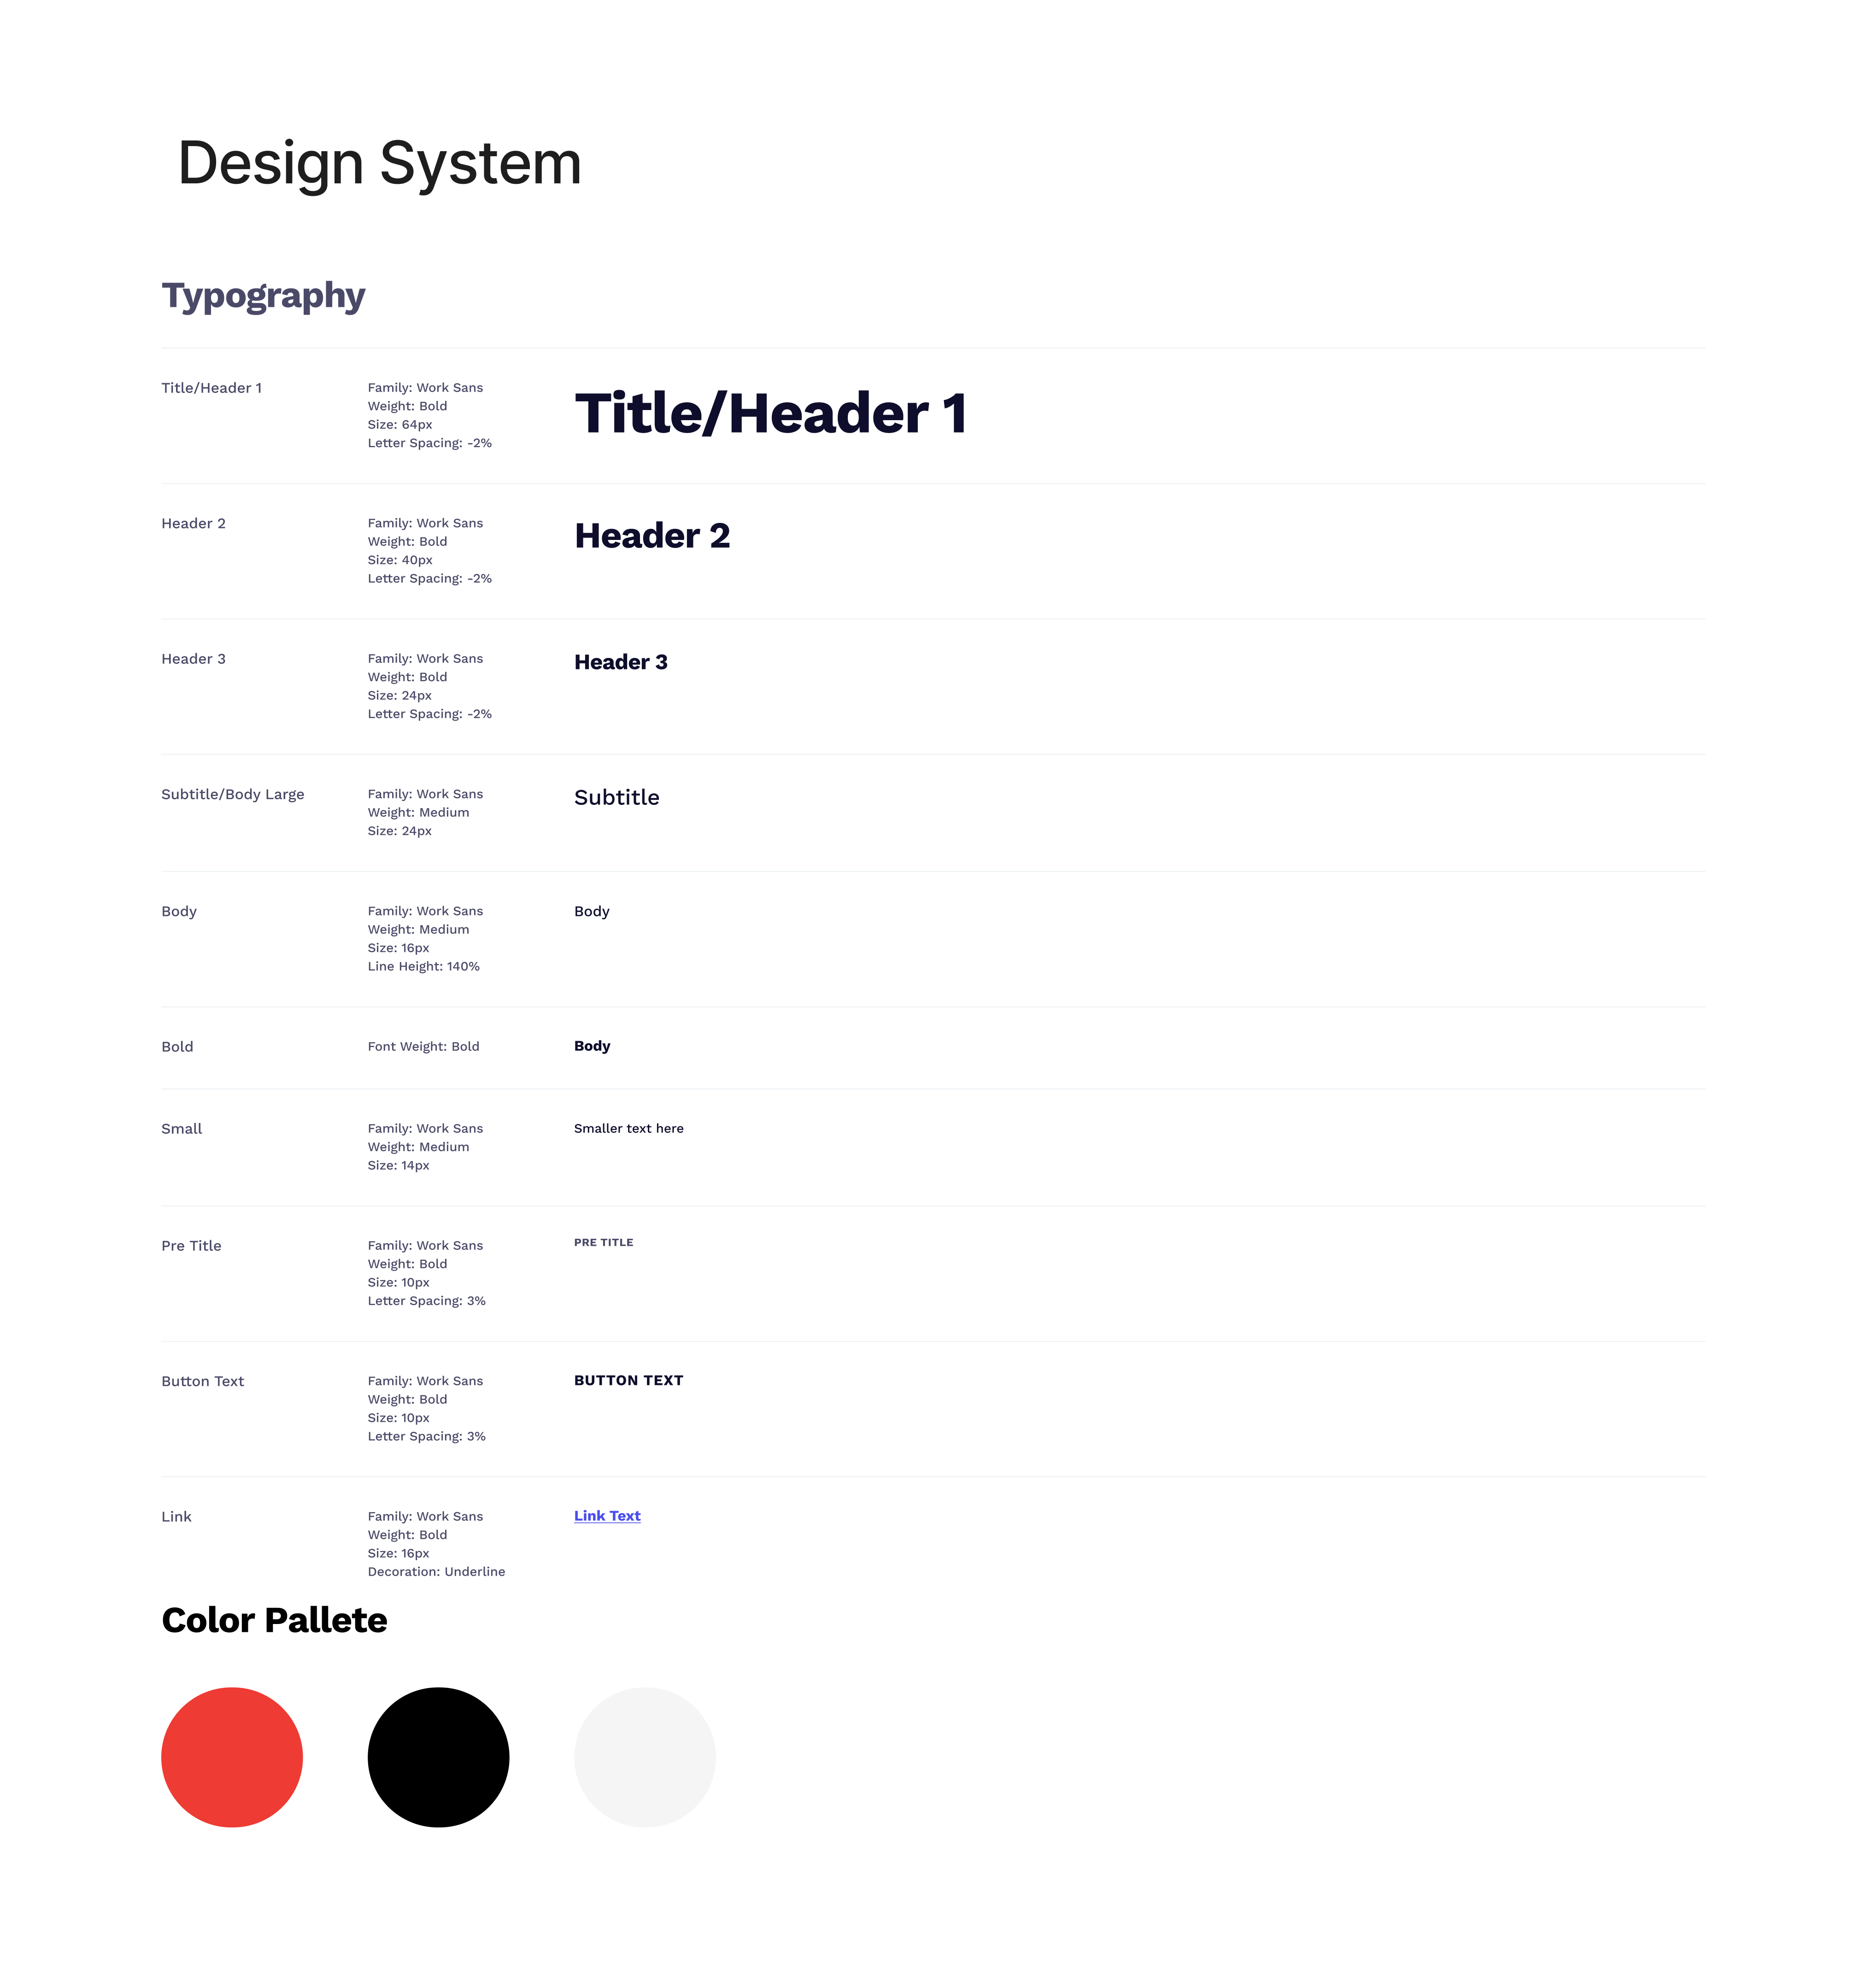 Design System
Typography
Title/Header 1
Family: Work Sans
Weight: Bold
Size: 64px
Letter Spacing: -2%
Title/Header 1
Header 2
Family: Work Sans
Weight: Bold
Size: 40px
Letter Spacing: -2%
Header 2
Header 3
Family: Work Sans
Weight: Bold
Size: 24px
Letter Spacing: -2%
Header 3
Subtitle/Body Large
Family: Work Sans
Weight: Medium
Size: 24px
Subtitle
Body
Family: Work Sans
Weight: Medium
Size: 16px
Line Height: 140%
Body
Bold
Font Weight: Bold
Body
Small
Family: Work Sans
Weight: Medium
Size: 14px
Smaller text here
Pre Title
Family: Work Sans
Weight: Bold
Size: 10px
Letter Spacing: 3%
PRE TITLE
Button Text
Family: Work Sans
Weight: Bold
Size: 10px
Letter Spacing: 3%
BUTTON TEXT
Link
Family: Work Sans
Weight: Bold
Size: 16px
Decoration: Underline
Link Text
Color Pallete